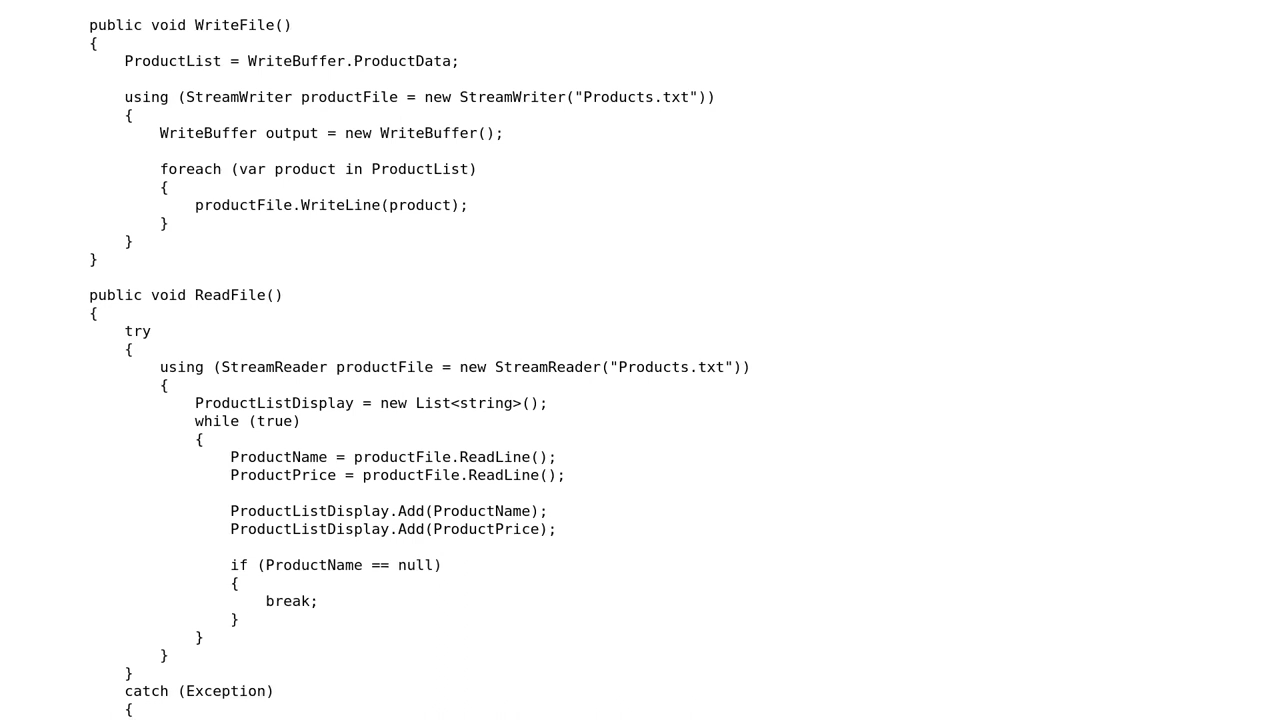 public void WriteFile()
{
ProductList = WriteBuffer.ProductData;
using (StreamWriter productFile = new StreamWriter("Products.txt"))
{
WriteBuffer output = new WriteBuffer();
foreach (var product in ProductList)
{
productFile.WriteLine(product);
}
}
}
public void ReadFile()
{
try
{
using (StreamReader productFile = new StreamReader("Products.txt"))
{
ProductListDisplay = new List<string>();
while (true)
{
ProductName = productFile.ReadLine();
ProductPrice = productFile.ReadLine();
ProductListDisplay.Add(ProductName);
ProductListDisplay.Add(ProductPrice);
if (ProductName == null)
{
break;
}
}
}
}
catch (Exception)
{